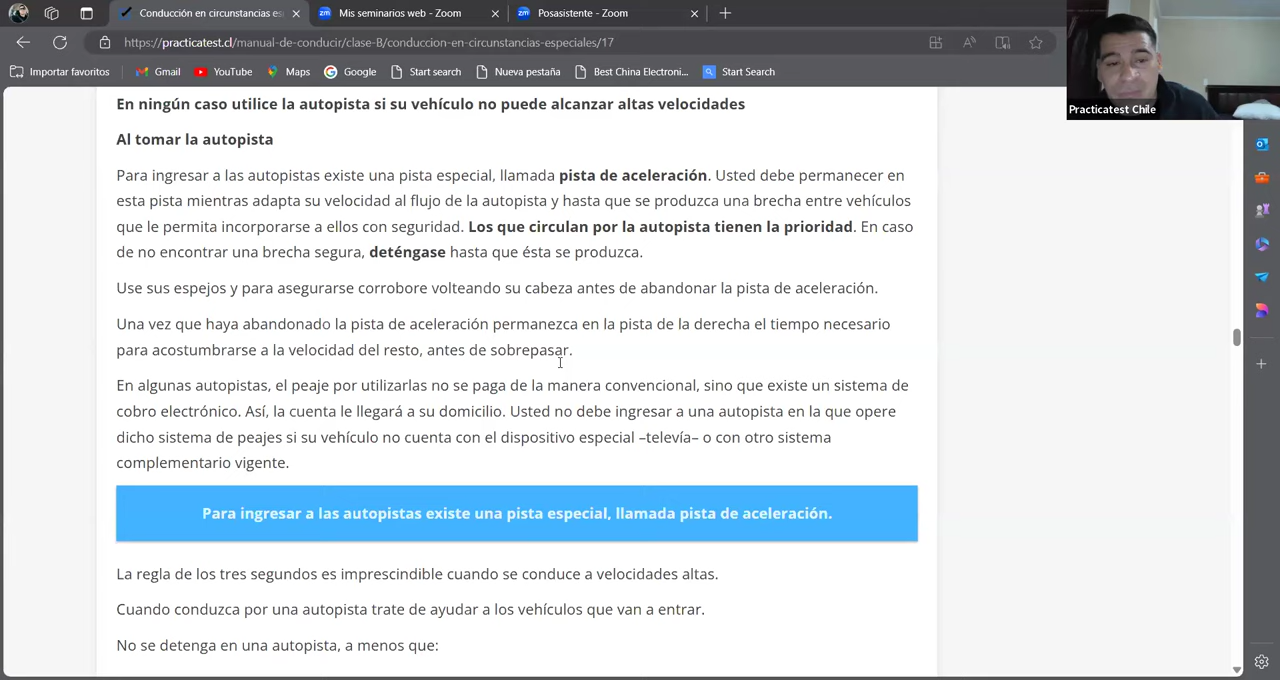 Conducción en circunstancias es
Mis seminarios web - Zoom
Posasistente - Zoom
https://practicatest.cl/manual-de-conducir/clase-B/conduccion-en-circunstancias-especiales/17
Importar favoritos
Gmail
YouTube
Maps
Google
Start search
Nueva pestaña
Best China Electroni...
Start Search
Practicatest Chile
En ningún caso utilice la autopista si su vehículo no puede alcanzar altas velocidades
Al tomar la autopista
Para ingresar a las autopistas existe una pista especial, llamada pista de aceleración. Usted debe permanecer en
esta pista mientras adapta su velocidad al flujo de la autopista y hasta que se produzca una brecha entre vehículos
que le permita incorporarse a ellos con seguridad. Los que circulan por la autopista tienen la prioridad. En caso
de no encontrar una brecha segura, deténgase hasta que ésta se produzca.
Use sus espejos y para asegurarse corrobore volteando su cabeza antes de abandonar la pista de aceleración.
Una vez que haya abandonado la pista de aceleración permanezca en la pista de la derecha el tiempo necesario
para acostumbrarse a la velocidad del resto, antes de sobrepasar.
En algunas autopistas, el peaje por utilizarlas no se paga de la manera convencional, sino que existe un sistema de
cobro electrónico. Así, la cuenta le llegará a su domicilio. Usted no debe ingresar a una autopista en la que opere
dicho sistema de peajes si su vehículo no cuenta con el dispositivo especial –televía– o con otro sistema
complementario vigente.
Para ingresar a las autopistas existe una pista especial, llamada pista de aceleración.
La regla de los tres segundos es imprescindible cuando se conduce a velocidades altas.
Cuando conduzca por una autopista trate de ayudar a los vehículos que van a entrar.
No se detenga en una autopista, a menos que: